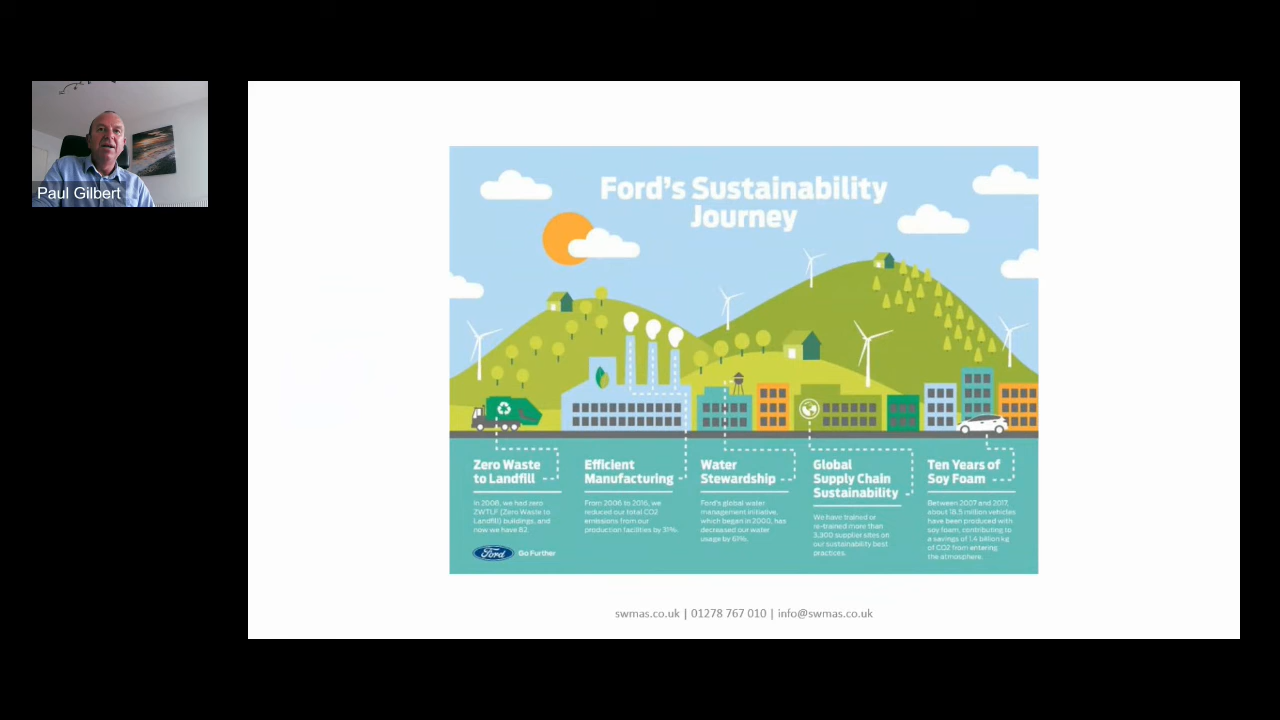 Paul Gilbert
Ford's Sustainability
Journey
Zero Waste
to Landfill
In 2008, we had zero
ZWTLF (Zero Waste to
Landfill) buildings, and
now we have 82.
Ford
Go Further
Efficient
Manufacturing
From 2006 to 2016, we
reduced our total CO2
emissions from our
production facilities by 31%.
Water
Stewardship
Ford's global water
management initiative,
which began in 2000, has
decreased our water
usage by 61%.
Global
Supply Chain
Sustainability
We have trained or
re-trained more than
3,300 supplier sites on
our sustainability best
practices.
Ten Years of
Soy Foam
Between 2007 and 2017,
about 18.5 million vehicles
have been produced with
soy foam, contributing to
a savings of 1.4 billion kg
of CO2 from entering
the atmosphere.
swmas.co.uk | 01278 767 010 | info@swmas.co.uk